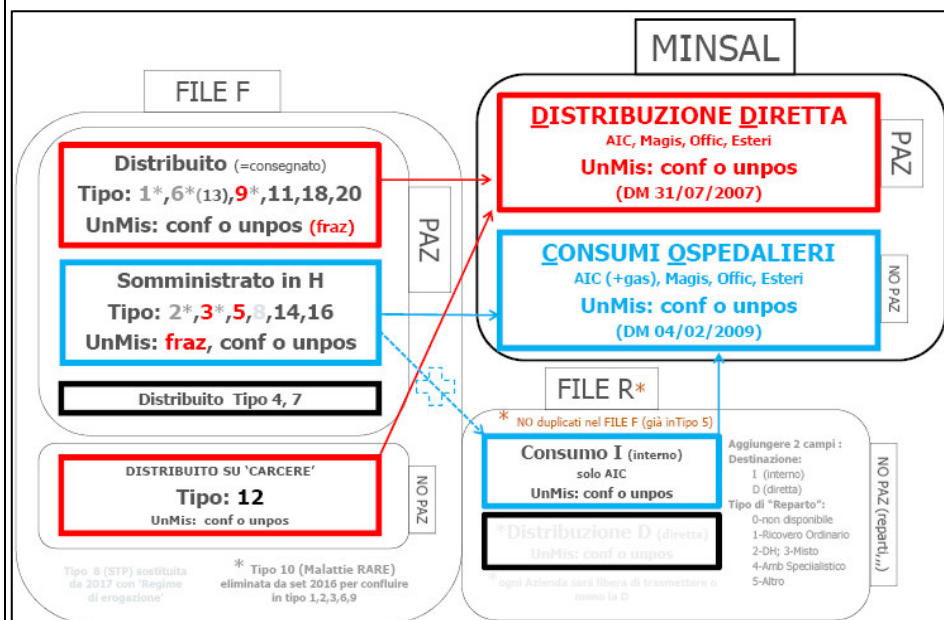 FILE F
Distribuito (=consegnato)
Tipo: 1*,6*(13),9*,11,18,20
UnMis: conf o unpos (fraz)
Somministrato in H
Tipo: 2*,3*,5,8,14,16
UnMis: fraz, conf o unpos
Distribuito Tipo 4, 7
PAZ
DISTRIBUITO SU ‘CARCERE’
Tipo: 12
UnMis: conf o unpos
NO PAZ
Tipo 8 (STP) sostituita
da 2017 con ‘Regime
di erogazione’
* Tipo 10 (Malattie RARE)
eliminata da set 2016 per confluire
in tipo 1,2,3,6,9
MINSAL
DISTRIBUZIONE DIRETTA
AIC, Magis, Offic, Esteri
UnMis: conf o unpos
(DM 31/07/2007)
PAZ
CONSUMI OSPEDALIERI
AIC (+gas), Magis, Offic, Esteri
UnMis: conf o unpos
(DM 04/02/2009)
NO PAZ
FILE R*
* NO duplicati nel FILE F (già inTipo 5)
Consumo I (interno)
solo AIC
UnMis: conf o unpos
*Distribuzione D (diretta)
UnMis: conf o unpos
*ogni Azienda sarà libera di trasmettere o
meno la D
Aggiungere 2 campi :
Destinazione:
I (interno)
D (diretta)
Tipo di “Reparto”:
0-non disponibile
1-Ricovero Ordinario
2-DH; 3-Misto
4-Amb Speciialistico
5-Altro
NO PAZ (reparti,,,)